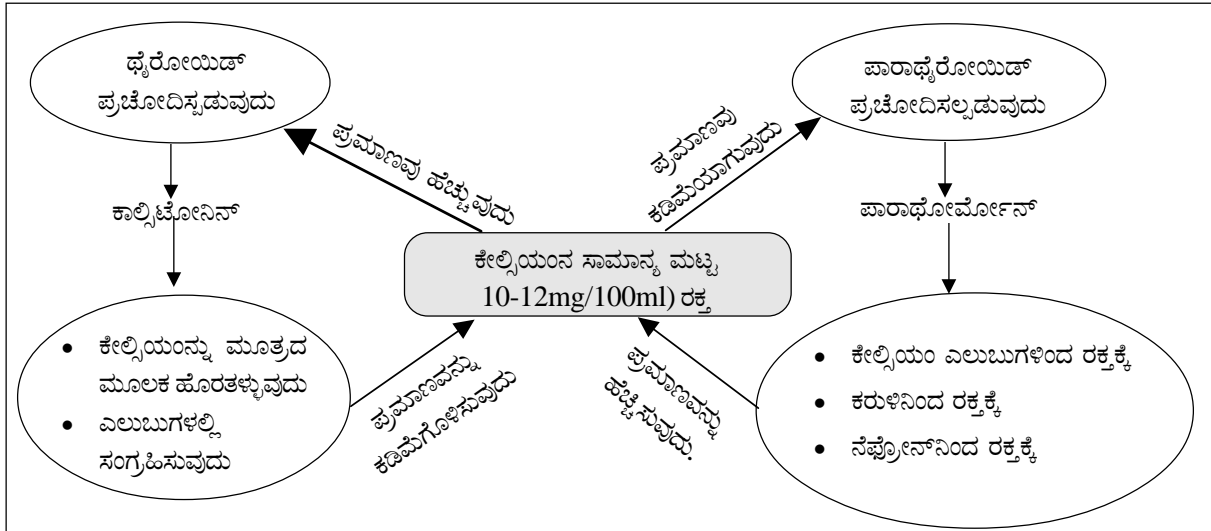 ಥೈರೋಯಿಡ್
ಪ್ರಚೋದಿಸ್ಪಡುವುದು
ಕಾಲ್ಸಿಟೋನಿನ್
• ಕೇಲ್ಸಿಯಂನ್ನು ಮೂತ್ರದ
ಮೂಲಕ ಹೊರತಳ್ಳುವುದು
• ಎಲುಬುಗಳಲ್ಲಿ
ಸಂಗ್ರಹಿಸುವುದು
ಪ್ರಮಾಣವು ಹೆಚ್ಚುವುದು
ಪ್ರಮಾಣವನ್ನು
ಕಡಿಮೆಗೊಳಿಸುವುದು
ಕೇಲ್ಸಿಯಂನ ಸಾಮಾನ್ಯ ಮಟ್ಟ
10-12mg/100ml) ರಕ್ತ
ಪ್ರಮಾಣವು
ಕಡಿಮೆಯಾಗುವುದು
ಪ್ರಮಾಣವನ್ನು
ಹೆಚ್ಚಿಸುವುದು.
ಪಾರಾಥೈರೋಯಿಡ್
ಪ್ರಚೋದಿಸಲ್ಪಡುವುದು
ಪಾರಾಥೋರ್ಮೋನ್
• ಕೇಲ್ಸಿಯಂ ಎಲುಬುಗಳಿಂದ ರಕ್ತಕ್ಕೆ
• ಕರುಳಿನಿಂದ ರಕ್ತಕ್ಕೆ
• ನೆಫ್ರೋನ್‌ನಿಂದ ರಕ್ತಕ್ಕೆ